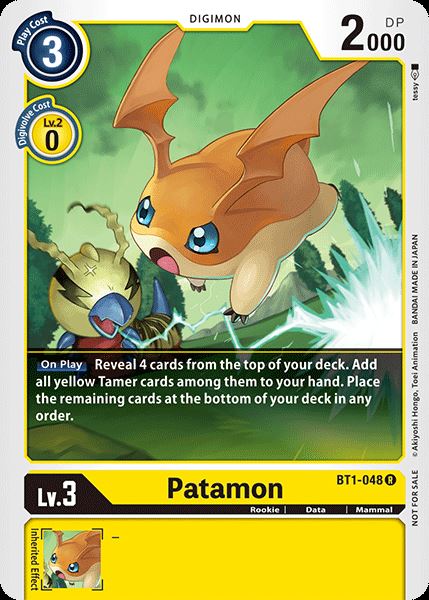 Play Cost
3
DIGIMON
DP
2000
Digivolve Cost
Lv.2
0
tessy
On Play Reveal 4 cards from the top of your deck. Add
all yellow Tamer cards among them to your hand. Place
the remaining cards at the bottom of your deck in any
order.
© Akiyoshi Hongo, Toei Animation BANDAI MADE IN JAPAN
NOT FOR SALE
Lv.3
Patamon
BT1-048 R
Rookie | Data | Mammal
Inherited Effect
–